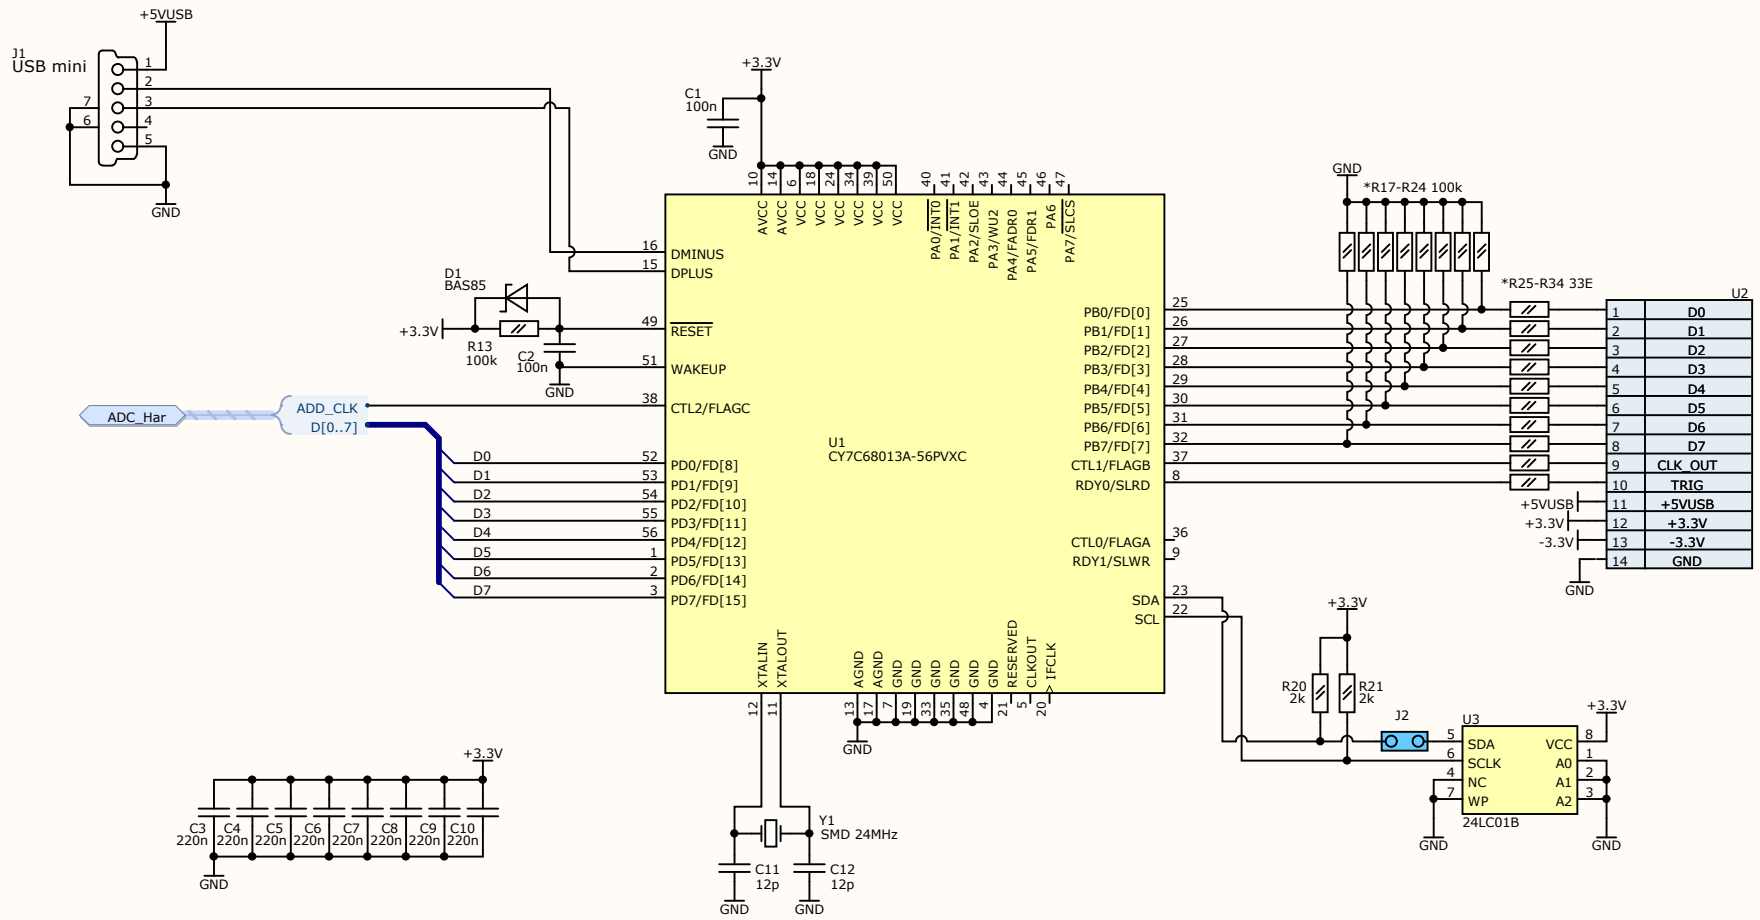 +5VUSB
J1
USB mini
1
2
3
4
5
7
6
GND
+3.3V
C1
100n
GND
10
14
6
18
24
34
39
50
40
41
42
43
44
45
46
47
AVCC
AVCC
VCC
VCC
VCC
VCC
VCC
VCC
PA0/INT0
PA1/INT1
PA2/SLOE
PA3/WU2
PA4/FADR0
PA5/FDR1
PA6
PA7/SLCS
16 DMINUS
15 DPLUS
D1
BAS85
+3.3V
R13
100k
C2
100n
GND
49 RESET
51 WAKEUP
38 CTL2/FLAGC
ADC_Har
ADD_CLK
D[0..7]
D0 52 PD0/FD[8]
D1 53 PD1/FD[9]
D2 54 PD2/FD[10]
D3 55 PD3/FD[11]
D4 56 PD4/FD[12]
D5 1 PD5/FD[13]
D6 2 PD6/FD[14]
D7 3 PD7/FD[15]
U1
CY7C68013A-56PVXC
PB0/FD[0] 25
PB1/FD[1] 26
PB2/FD[2] 27
PB3/FD[3] 28
PB4/FD[4] 29
PB5/FD[5] 30
PB6/FD[6] 31
PB7/FD[7] 32
CTL1/FLAGB 37
RDY0/SLRD 8
CTL0/FLAGA 36
RDY1/SLWR 9
SDA 23
SCL 22
GND
*R17-R24 100k
*R25-R34 33E
U2
1 D0
2 D1
3 D2
4 D3
5 D4
6 D5
7 D6
8 D7
9 CLK_OUT
10 TRIG
+5VUSB 11 +5VUSB
+3.3V 12 +3.3V
-3.3V 13 -3.3V
14 GND
GND
XTALIN
XTALOUT
AGND
AGND
GND
GND
GND
GND
GND
GND
RESERVED
CLKOUT
IFCLK
12
11
13
17
7
19
33
35
48
4
21
5
20
GND
+3.3V
R20
2k
R21
2k
J2
U3
+3.3V
5 SDA VCC 8
6 SCLK A0 1
4 NC A1 2
7 WP A2 3
24LC01B
GND
GND
+3.3V
C3
220n
C4
220n
C5
220n
C6
220n
C7
220n
C8
220n
C9
220n
C10
220n
GND
Y1
SMD 24MHz
C11
12p
C12
12p
GND
GND